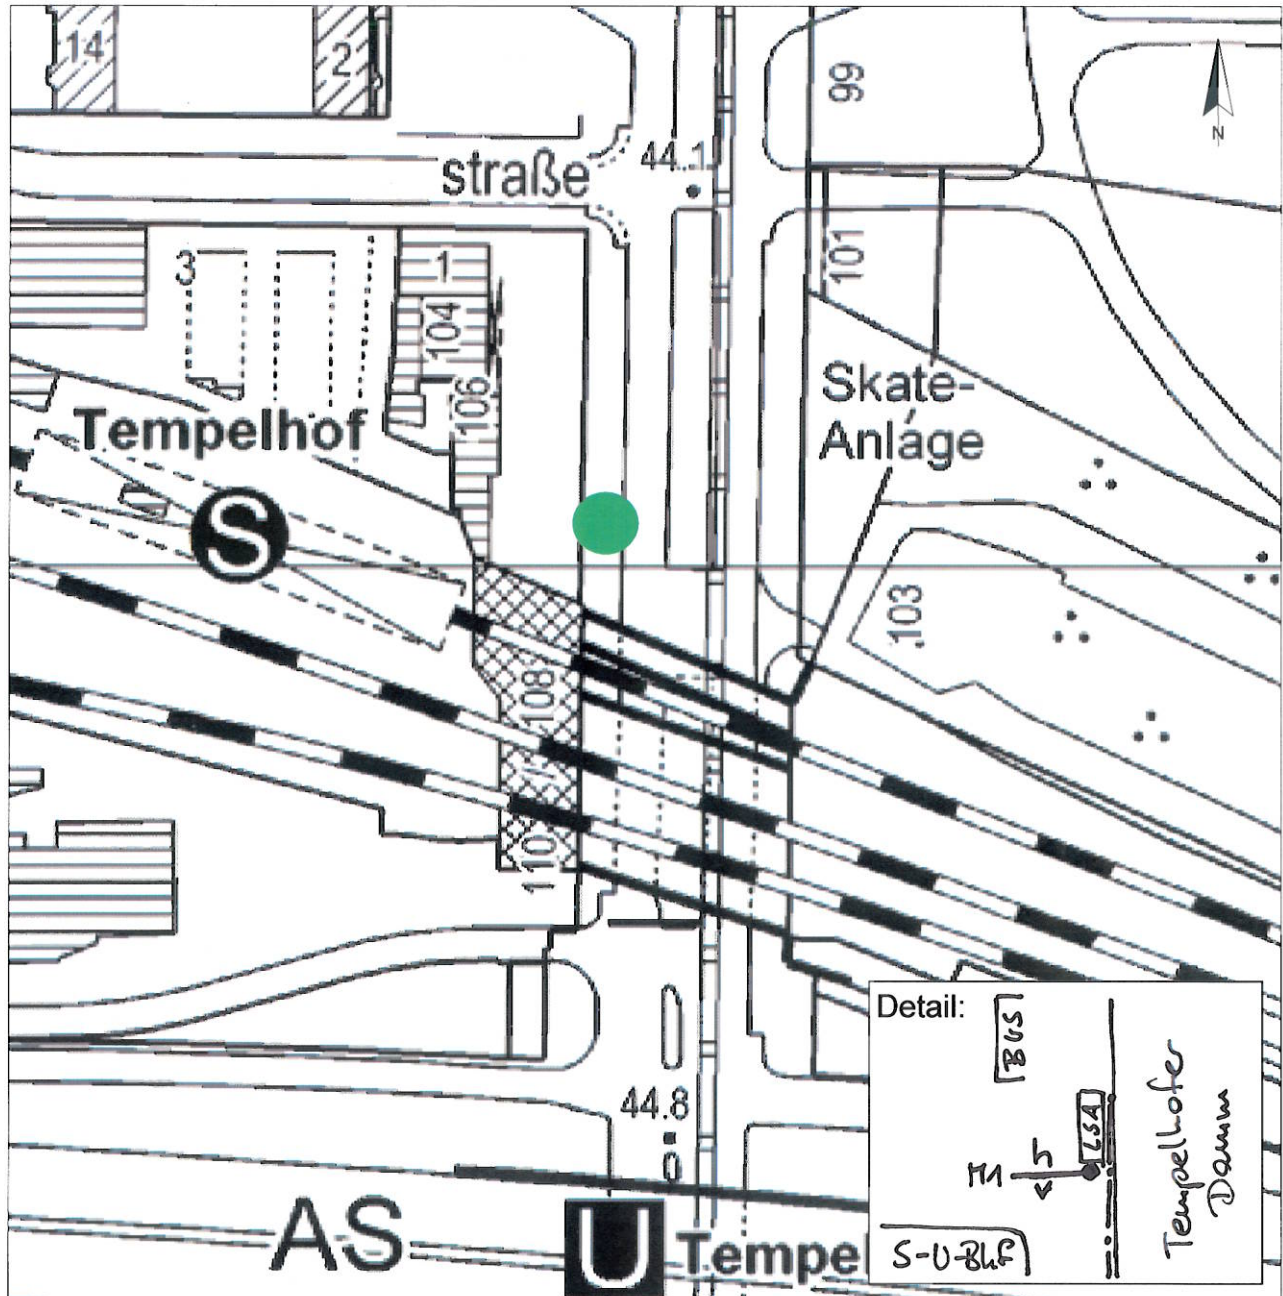 14
2
99
N
straße
44.1
101
3
1
104
106
Skate-
Anlage
Tempelhof
S
103
108
110
Detail:
BUS
44.8
LSA
M1
5
Tempelhofer
Damm
S-U-Bhf
AS
U
Tempel